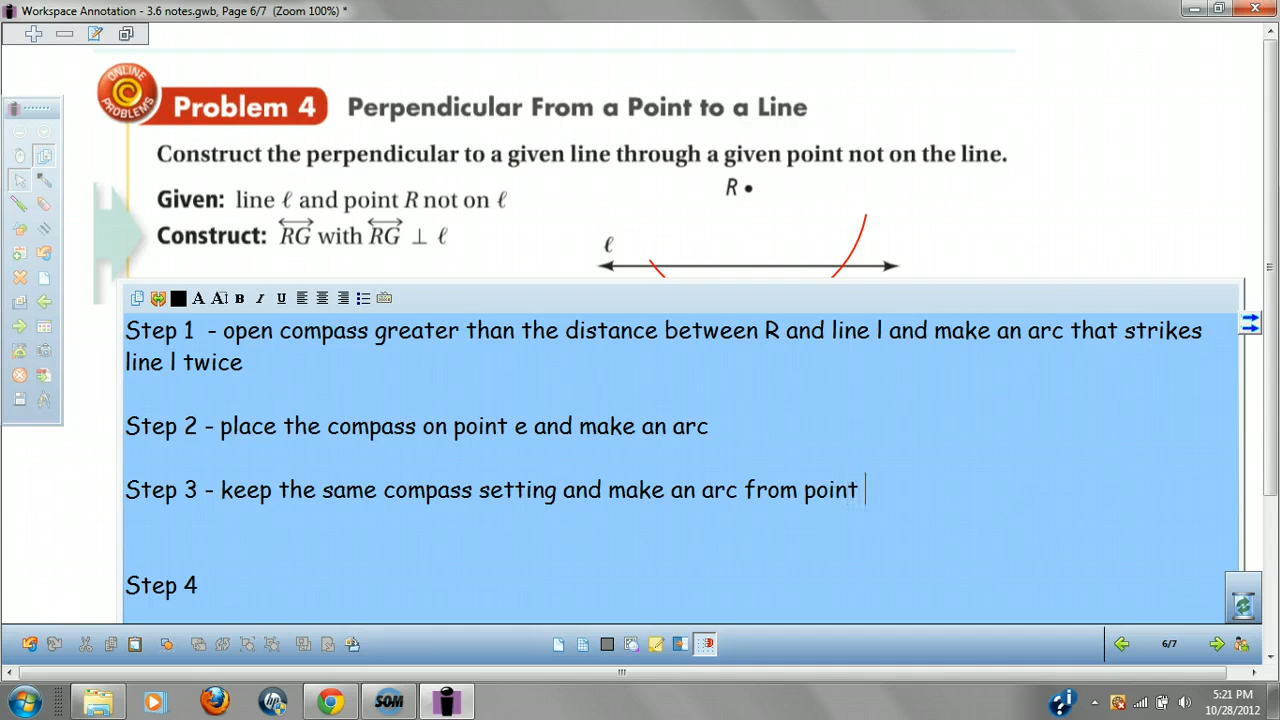 Workspace Annotation - 3.6 notes.gwb, Page 6/7 (Zoom 100%) *
ONLINE
PROBLEMS
Problem 4 Perpendicular From a Point to a Line
Construct the perpendicular to a given line through a given point not on the line.
R
Given: line ℓ and point R not on ℓ
Construct: RG with RG ⊥ ℓ
ℓ
A A B I U
Step 1 - open compass greater than the distance between R and line l and make an arc that strikes
line l twice
Step 2 - place the compass on point e and make an arc
Step 3 - keep the same compass setting and make an arc from point
Step 4
6/7
SOM
5:21 PM
10/28/2012